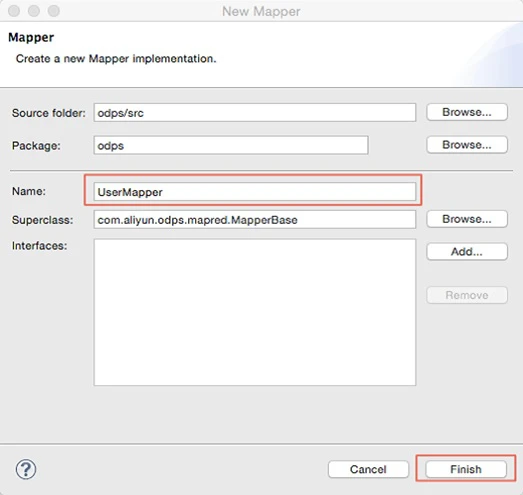 New Mapper
Mapper
Create a new Mapper implementation.
Source folder: odps/src Browse...
Package: odps Browse...
Name: UserMapper
Superclass: com.aliyun.odps.mapred.MapperBase Browse...
Interfaces: Add...
Remove
? Cancel Finish